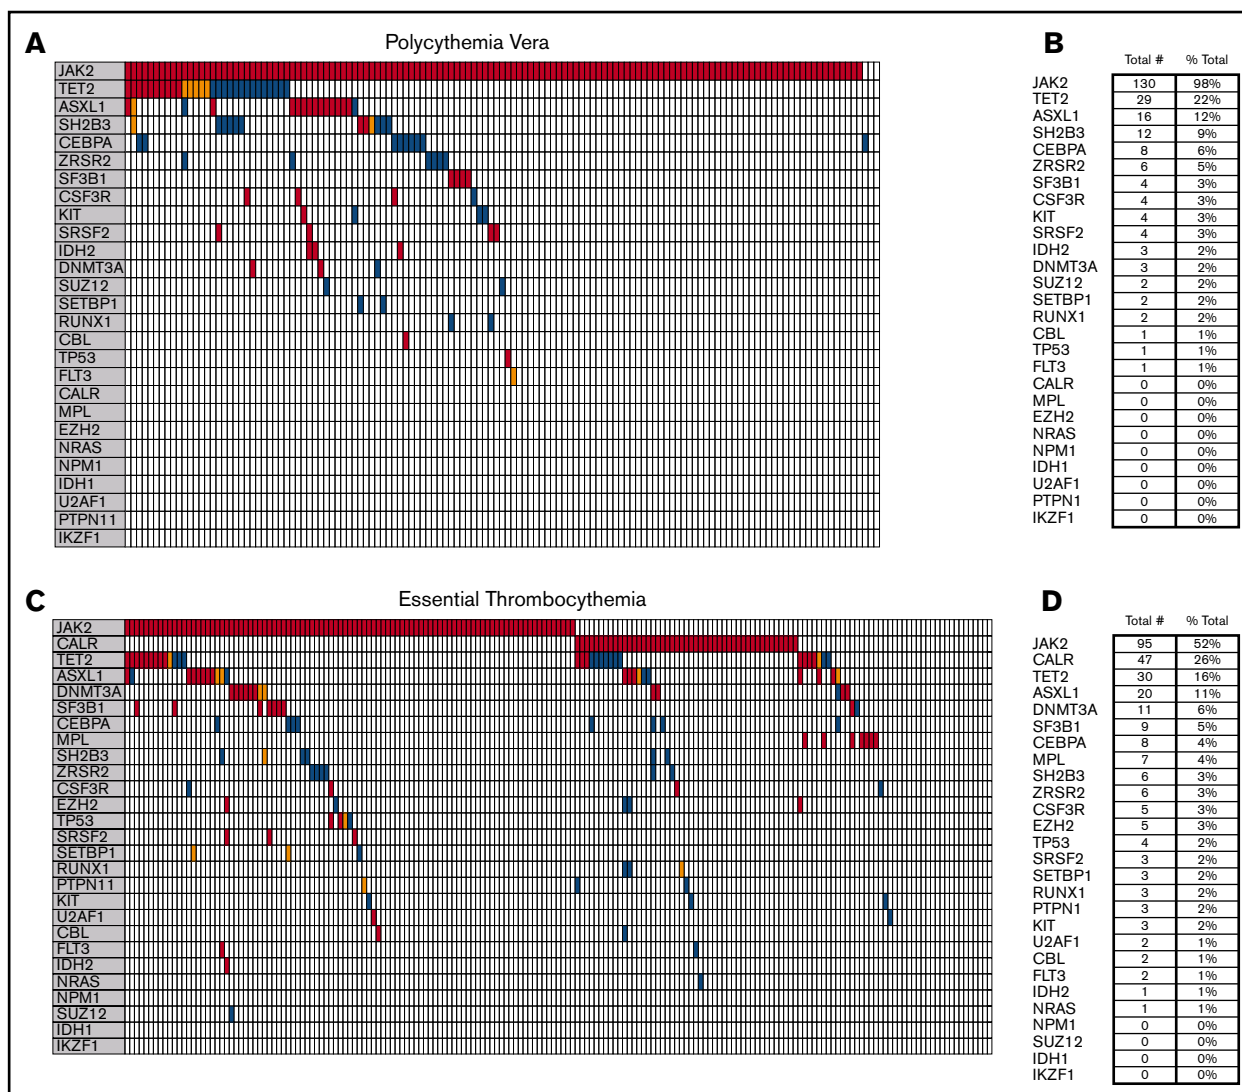 A
Polycythemia Vera
JAK2
TET2
ASXL1
SH2B3
CEBPA
ZRSR2
SF3B1
CSF3R
KIT
SRSF2
IDH2
DNMT3A
SUZ12
SETBP1
RUNX1
CBL
TP53
FLT3
CALR
MPL
EZH2
NRAS
NPM1
IDH1
U2AF1
PTPN11
IKZF1
B
Total # % Total
JAK2 130 98%
TET2 29 22%
ASXL1 16 12%
SH2B3 12 9%
CEBPA 8 6%
ZRSR2 6 5%
SF3B1 4 3%
CSF3R 4 3%
KIT 4 3%
SRSF2 4 3%
IDH2 3 2%
DNMT3A 3 2%
SUZ12 2 2%
SETBP1 2 2%
RUNX1 2 2%
CBL 1 1%
TP53 1 1%
FLT3 1 1%
CALR 0 0%
MPL 0 0%
EZH2 0 0%
NRAS 0 0%
NPM1 0 0%
IDH1 0 0%
U2AF1 0 0%
PTPN1 0 0%
IKZF1 0 0%
C
Essential Thrombocythemia
JAK2
CALR
TET2
ASXL1
DNMT3A
SF3B1
CEBPA
MPL
SH2B3
ZRSR2
CSF3R
EZH2
TP53
SRSF2
SETBP1
RUNX1
PTPN11
KIT
U2AF1
CBL
FLT3
IDH2
NRAS
NPM1
SUZ12
IDH1
IKZF1
D
Total # % Total
JAK2 95 52%
CALR 47 26%
TET2 30 16%
ASXL1 20 11%
DNMT3A 11 6%
SF3B1 9 5%
CEBPA 8 4%
MPL 7 4%
SH2B3 6 3%
ZRSR2 6 3%
CSF3R 5 3%
EZH2 5 3%
TP53 4 2%
SRSF2 3 2%
SETBP1 3 2%
RUNX1 3 2%
PTPN1 3 2%
KIT 3 2%
U2AF1 2 1%
CBL 2 1%
FLT3 2 1%
IDH2 1 1%
NRAS 1 1%
NPM1 0 0%
SUZ12 0 0%
IDH1 0 0%
IKZF1 0 0%